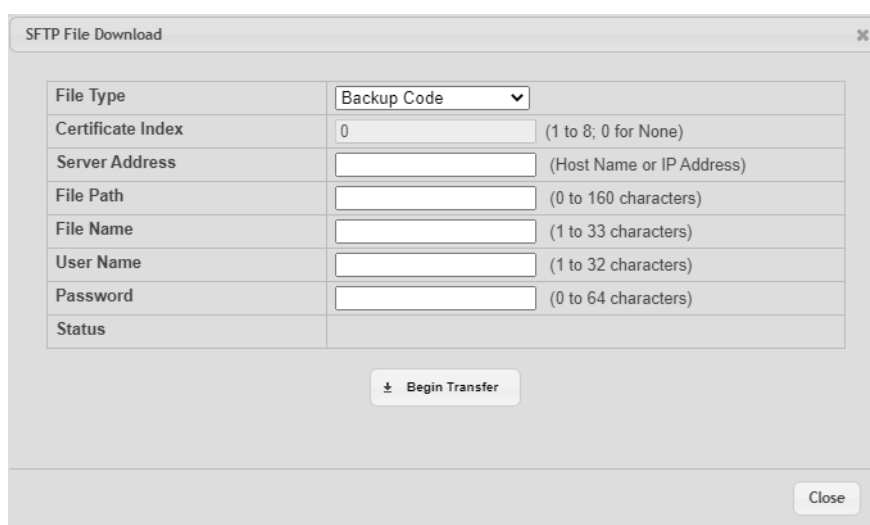 SFTP File Download
File Type Backup Code
Certificate Index 0 (1 to 8; 0 for None)
Server Address (Host Name or IP Address)
File Path (0 to 160 characters)
File Name (1 to 33 characters)
User Name (1 to 32 characters)
Password (0 to 64 characters)
Status
Begin Transfer
Close